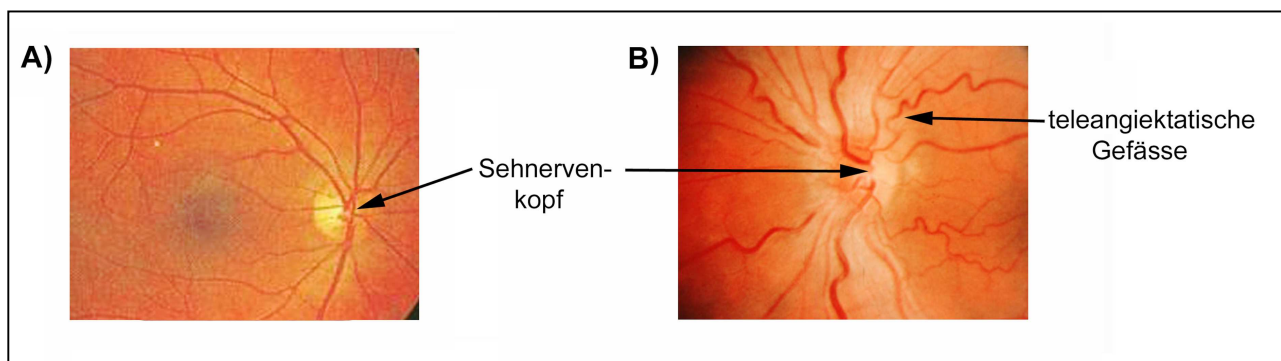 A)
B)
Sehnerven-
kopf
teleangiektatische
Gefässe